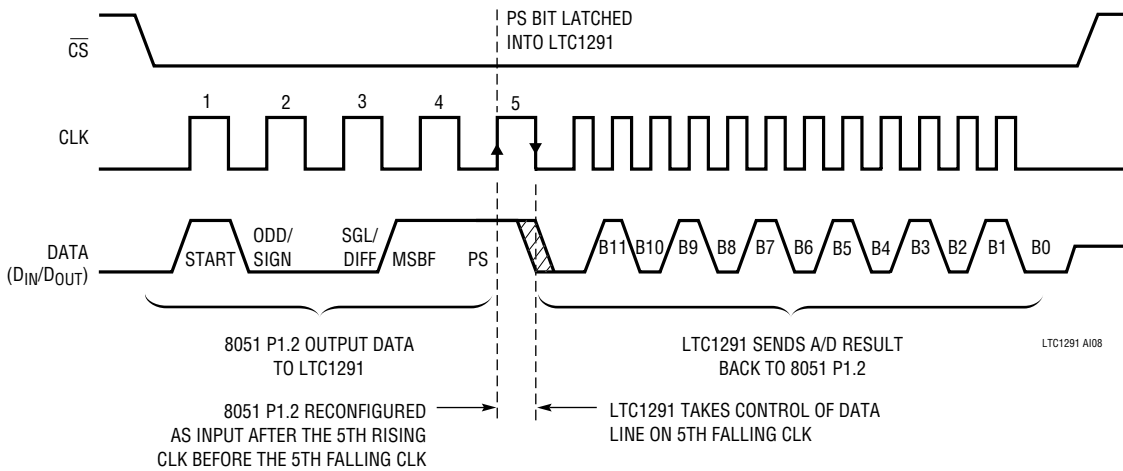 PS BIT LATCHED
INTO LTC1291
CS
1 2 3 4 5
CLK
DATA
(DIN/DOUT)
START
ODD/
SIGN
SGL/
DIFF
MSBF
PS
B11 B10 B9 B8 B7 B6 B5 B4 B3 B2 B1 B0
8051 P1.2 OUTPUT DATA
TO LTC1291
LTC1291 SENDS A/D RESULT
BACK TO 8051 P1.2
LTC1291 AI08
8051 P1.2 RECONFIGURED
AS INPUT AFTER THE 5TH RISING
CLK BEFORE THE 5TH FALLING CLK
LTC1291 TAKES CONTROL OF DATA
LINE ON 5TH FALLING CLK